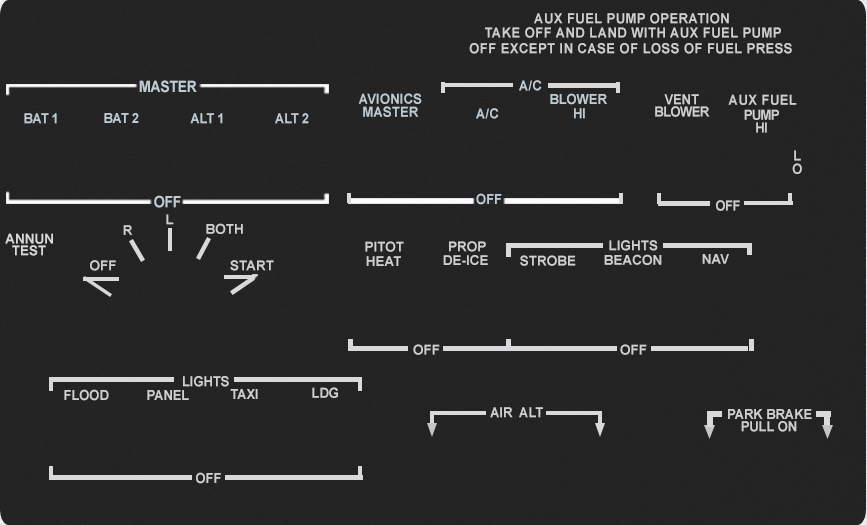 AUX FUEL PUMP OPERATION
TAKE OFF AND LAND WITH AUX FUEL PUMP
OFF EXCEPT IN CASE OF LOSS OF FUEL PRESS
MASTER
BAT 1 BAT 2 ALT 1 ALT 2
OFF
AVIONICS
MASTER
A/C
A/C
BLOWER
HI
OFF
VENT
BLOWER
AUX FUEL
PUMP
HI
L
O
OFF
ANNUN
TEST
OFF
R
L
BOTH
START
PITOT
HEAT
PROP
DE-ICE
OFF
LIGHTS
STROBE BEACON NAV
OFF
LIGHTS
FLOOD PANEL TAXI LDG
OFF
AIR ALT
PARK BRAKE
PULL ON